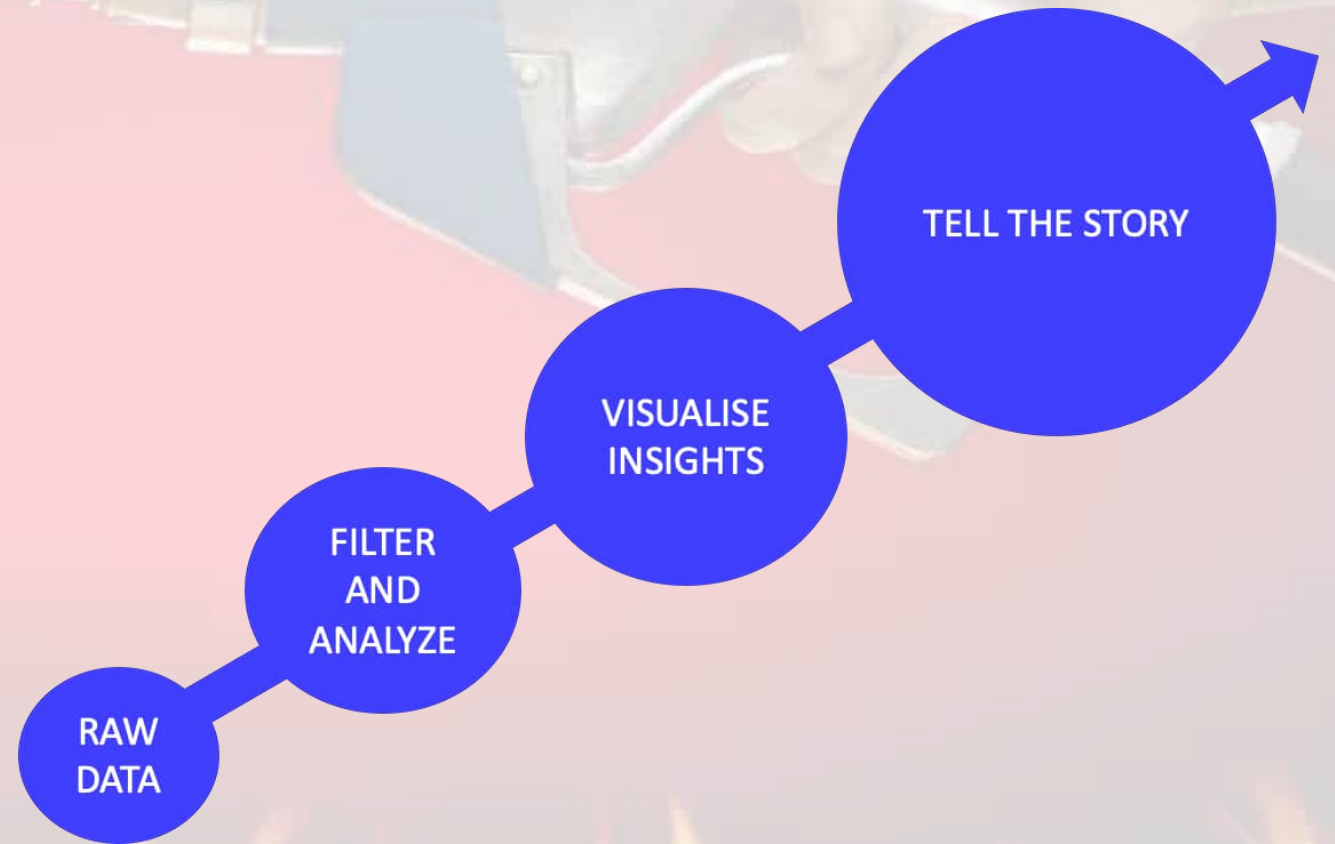 TELL THE STORY
VISUALISE
INSIGHTS
FILTER
AND
ANALYZE
RAW
DATA